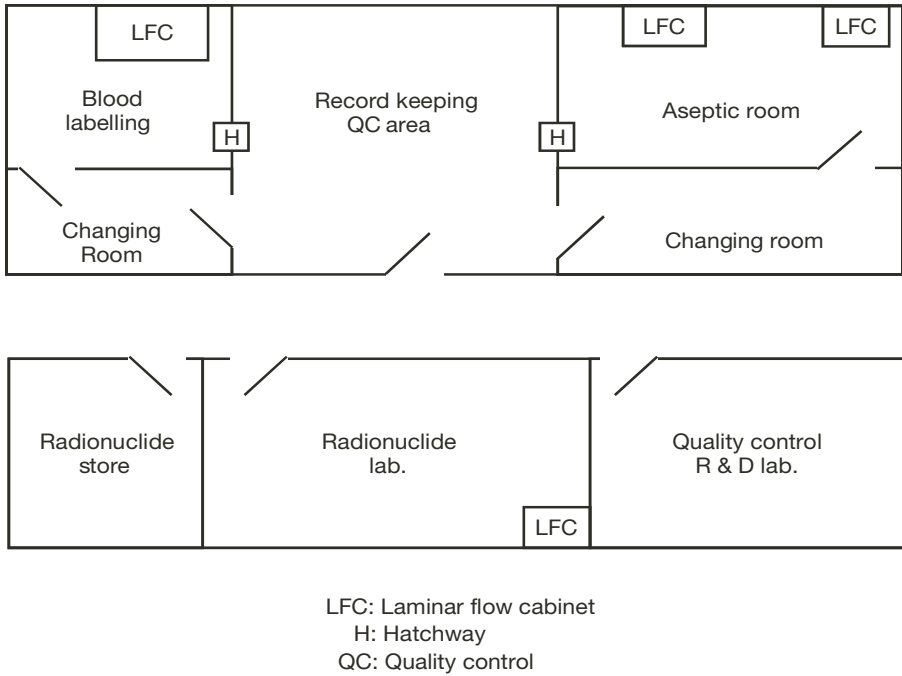 LFC
LFC
LFC
Blood
labelling
H
Record keeping
QC area
H
Aseptic room
Changing
Room
Changing room
Radionuclide
store
Radionuclide
lab.
LFC
Quality control
R & D lab.
LFC: Laminar flow cabinet
H: Hatchway
QC: Quality control